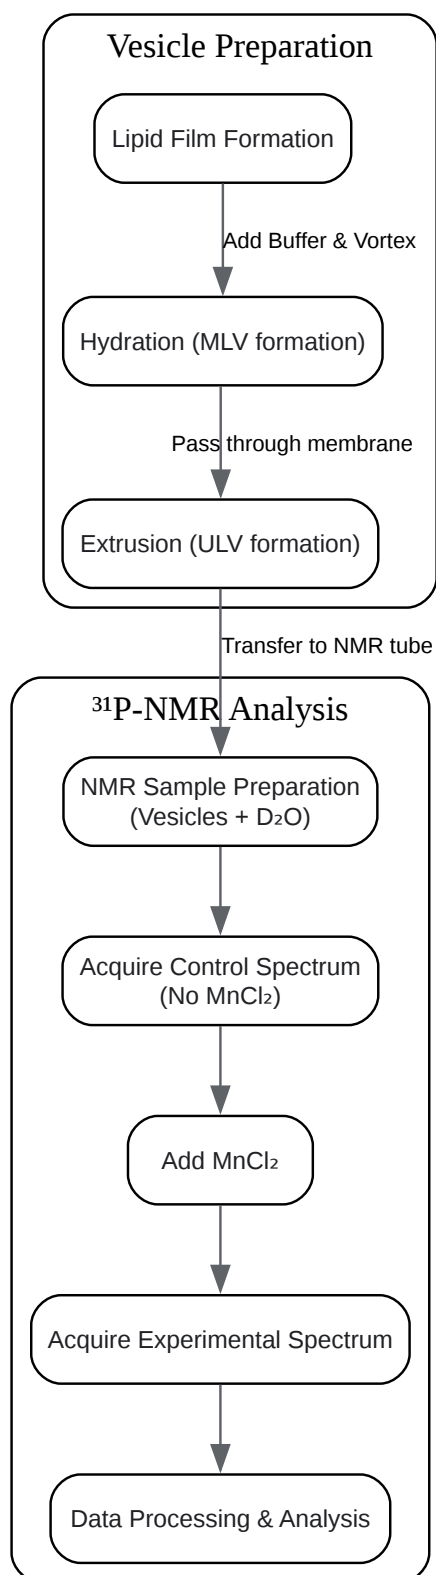 Vesicle Preparation
Lipid Film Formation
Add Buffer & Vortex
Hydration (MLV formation)
Pass through membrane
Extrusion (ULV formation)
Transfer to NMR tube
³¹P-NMR Analysis
NMR Sample Preparation
(Vesicles + D₂O)
Acquire Control Spectrum
(No MnCl₂)
Add MnCl₂
Acquire Experimental Spectrum
Data Processing & Analysis